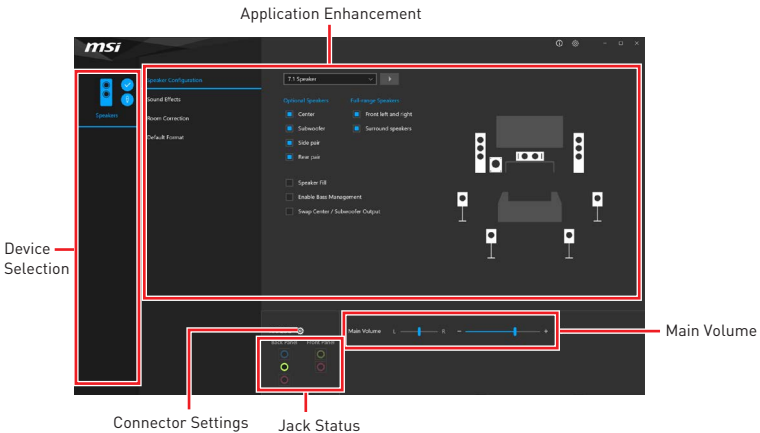 Application Enhancement
msi
Speakers
Speaker Configuration
Sound Effects
Room Correction
Default Format
7.1 Speaker
Optional Speakers
Full-range Speakers
Center
Front left and right
Subwoofer
Surround speakers
Side pair
Rear pair
Speaker Fill
Enable Bass Management
Swap Center / Subwoofer Output
Device
Selection
Main Volume L R - +
Main Volume
Back Panel Front Panel
Connector Settings
Jack Status